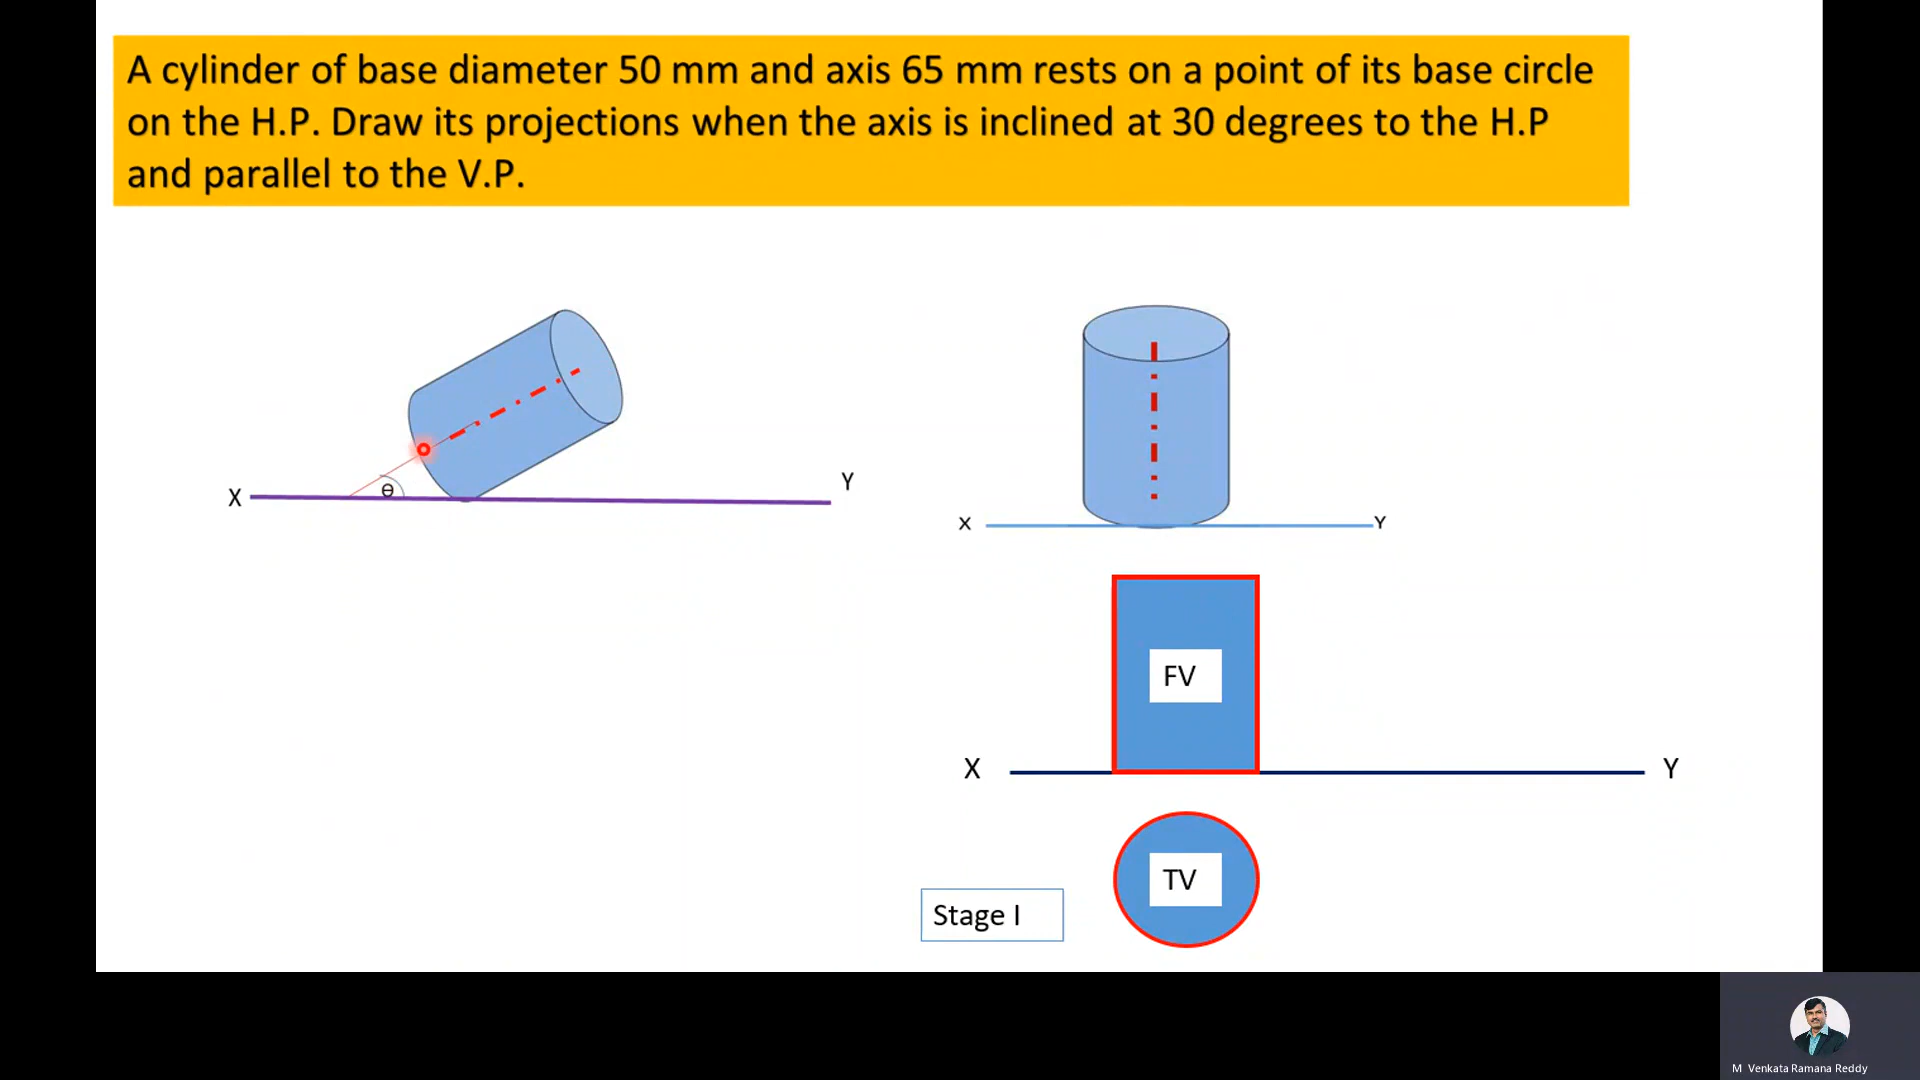 A cylinder of base diameter 50 mm and axis 65 mm rests on a point of its base circle
on the H.P. Draw its projections when the axis is inclined at 30 degrees to the H.P
and parallel to the V.P.
X
θ
Y
X
Y
FV
X
Y
TV
Stage I
M Venkata Ramana Reddy